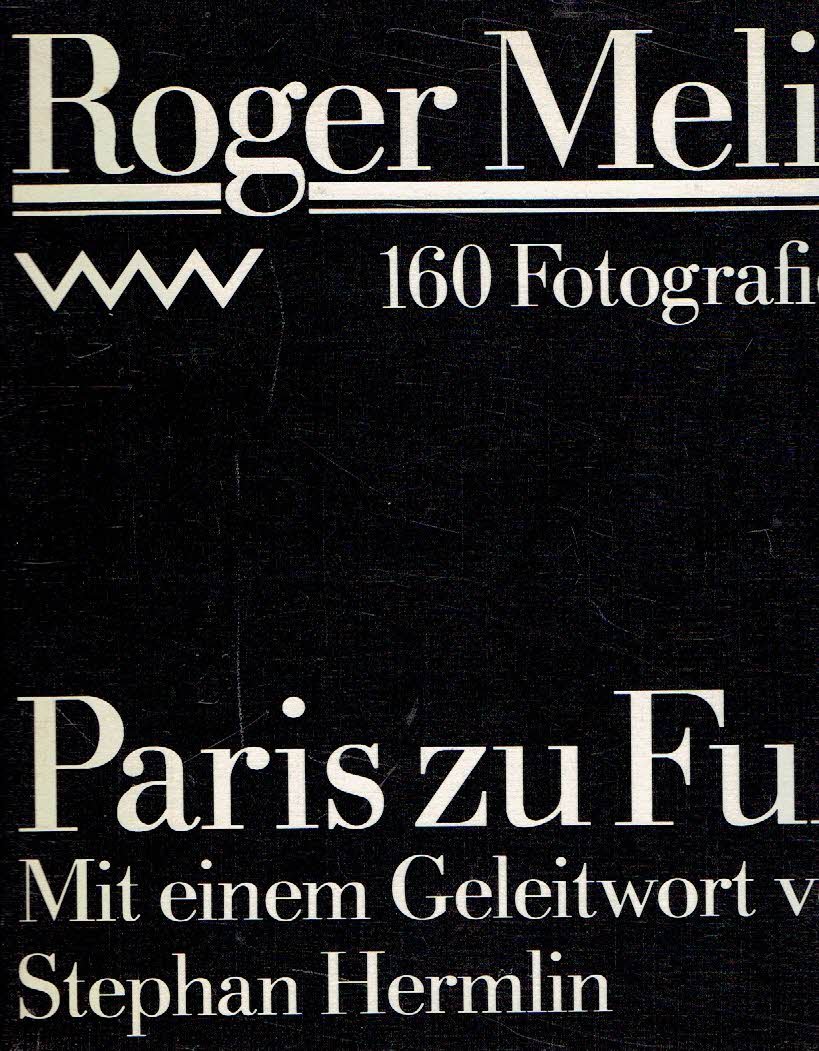 Roger Meli
160 Fotografi
Paris zu Fu
Mit einem Geleitwort v
Stephan Hermlin